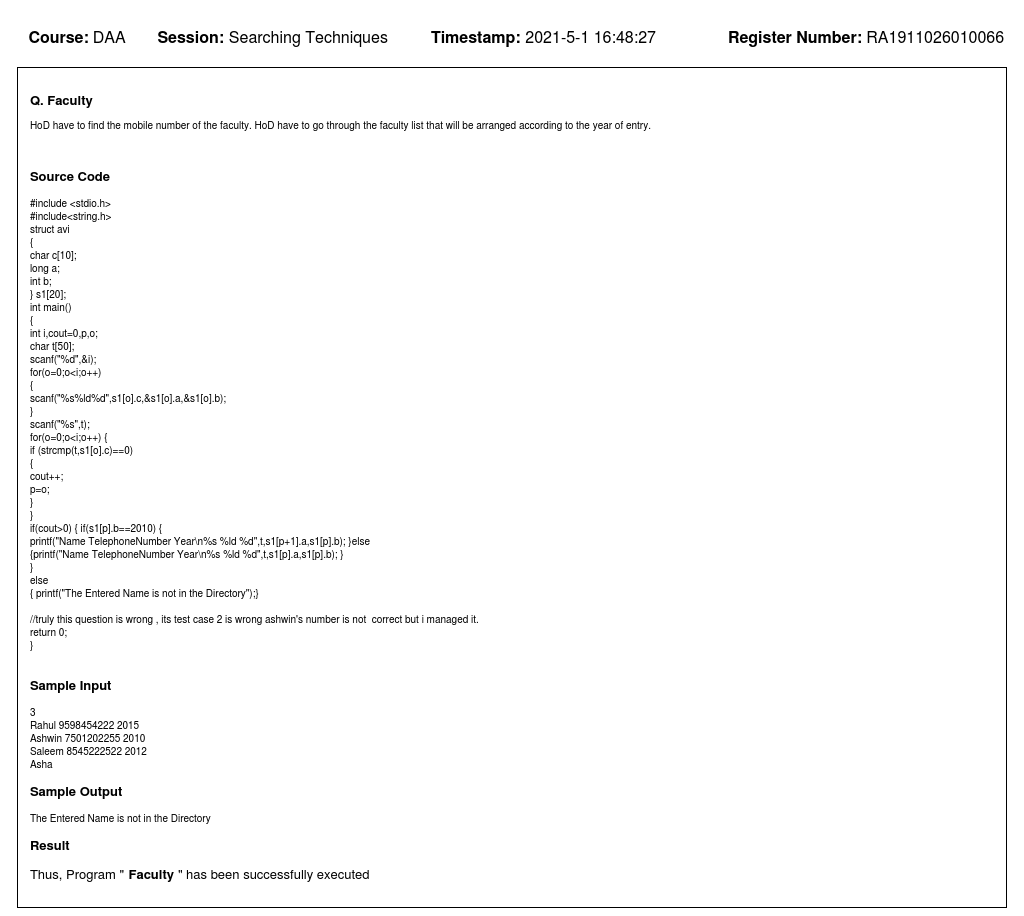 Course: DAA Session: Searching Techniques Timestamp: 2021-5-1 16:48:27 Register Number: RA1911026010066
Q. Faculty
HoD have to find the mobile number of the faculty. HoD have to go through the faculty list that will be arranged according to the year of entry.
Source Code
#include <stdio.h>
#include<string.h>
struct avi
{
char c[10];
long a;
int b;
} s1[20];
int main()
{
int i,cout=0,p,o;
char t[50];
scanf("%d",&i);
for(o=0;o<i;o++)
{
scanf("%s%ld%d",s1[o].c,&s1[o].a,&s1[o].b);
}
scanf("%s",t);
for(o=0;o<i;o++) {
if (strcmp(t,s1[o].c)==0)
{
cout++;
p=o;
}
}
if(cout>0) { if(s1[p].b==2010) {
printf("Name TelephoneNumber Year\n%s %ld %d",t,s1[p+1].a,s1[p].b); }else
{printf("Name TelephoneNumber Year\n%s %ld %d",t,s1[p].a,s1[p].b); }
}
else
{ printf("The Entered Name is not in the Directory");}
//truly this question is wrong , its test case 2 is wrong ashwin's number is not  correct but i managed it.
return 0;
}
Sample Input
3
Rahul 9598454222 2015
Ashwin 7501202255 2010
Saleem 8545222522 2012
Asha
Sample Output
The Entered Name is not in the Directory
Result
Thus, Program " Faculty " has been successfully executed